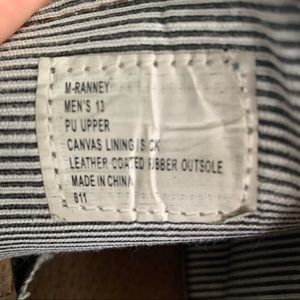 M-RANNEY
MEN'S 13
PU UPPER
CANVAS LINING / SOCK
LEATHER COATED RUBBER OUTSOLE
MADE IN CHINA
811